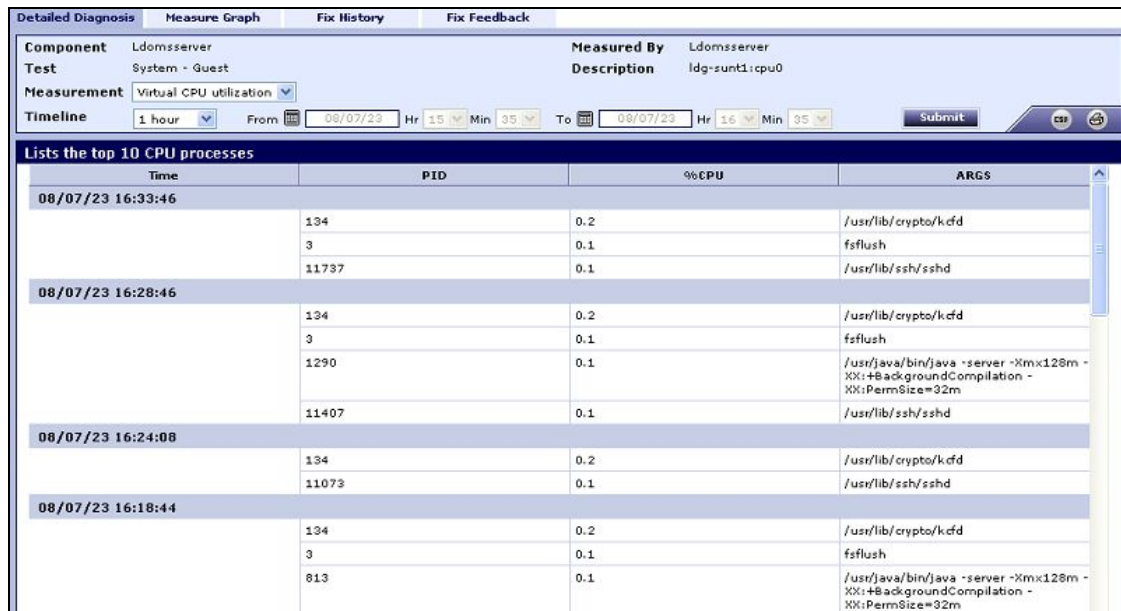 Detailed Diagnosis Measure Graph Fix History Fix Feedback
Component Ldomsserver Measured By Ldomsserver
Test System - Guest Description ldg-sunt1:cpu0
Measurement Virtual CPU utilization
Timeline 1 hour From 08/07/23 Hr 15 Min 35 To 08/07/23 Hr 16 Min 35 Submit CSV
Lists the top 10 CPU processes
Time PID %CPU ARGS
08/07/23 16:33:46
134 0.2 /usr/lib/crypto/kcfd
3 0.1 fsflush
11737 0.1 /usr/lib/ssh/sshd
08/07/23 16:28:46
134 0.2 /usr/lib/crypto/kcfd
3 0.1 fsflush
1290 0.1 /usr/java/bin/java -server -Xmx128m -
XX:+BackgroundCompilation -
XX:PermSize=32m
11407 0.1 /usr/lib/ssh/sshd
08/07/23 16:24:08
134 0.2 /usr/lib/crypto/kcfd
11073 0.1 /usr/lib/ssh/sshd
08/07/23 16:18:44
134 0.2 /usr/lib/crypto/kcfd
3 0.1 fsflush
813 0.1 /usr/java/bin/java -server -Xmx128m -
XX:+BackgroundCompilation -
XX:PermSize=32m